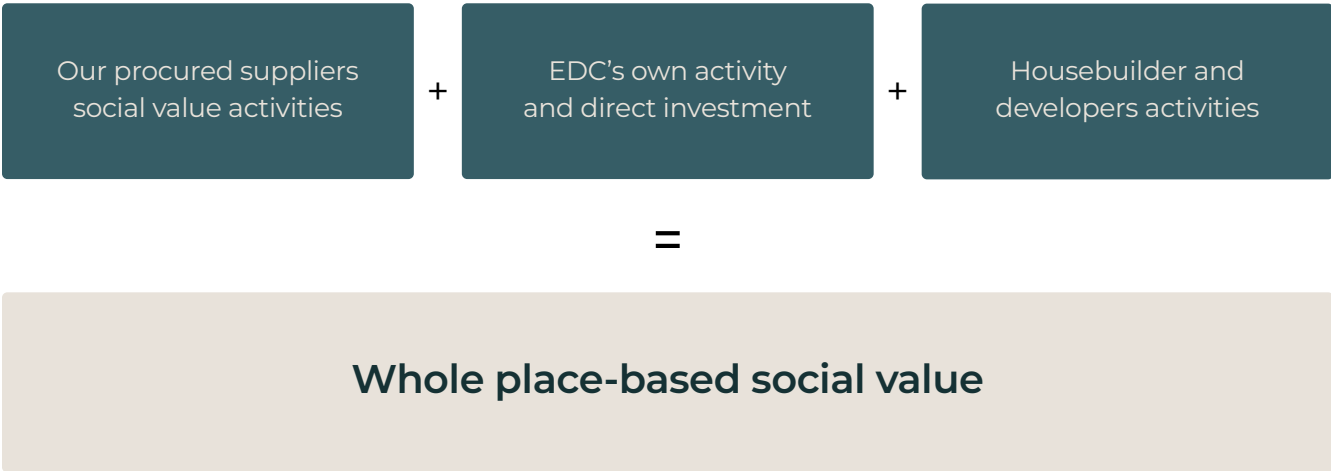 Our procured suppliers
social value activities
+
EDC’s own activity
and direct investment
+
Housebuilder and
developers activities
=
Whole place-based social value